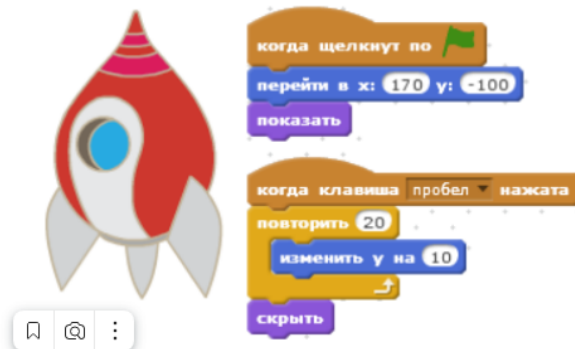 когда щелкнут по
перейти в x: 170 y: -100
показать
когда клавиша пробел нажата
повторить 20
изменить y на 10
скрыть